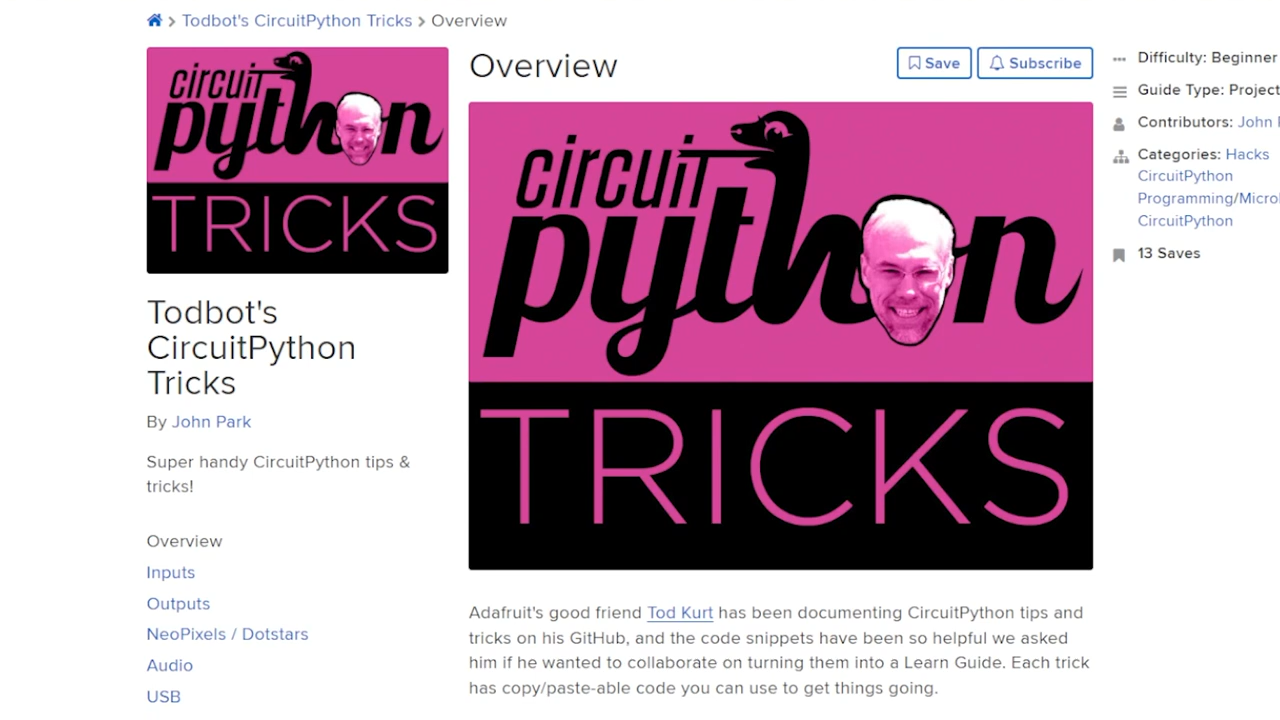 Todbot's CircuitPython Tricks > Overview
circuit
python
TRICKS
Todbot's
CircuitPython
Tricks
By John Park
Super handy CircuitPython tips &
tricks!
Overview
Inputs
Outputs
NeoPixels / Dotstars
Audio
USB
Overview
Save
Subscribe
circuit
python
TRICKS
Adafruit's good friend Tod Kurt has been documenting CircuitPython tips and
tricks on his GitHub, and the code snippets have been so helpful we asked
him if he wanted to collaborate on turning them into a Learn Guide. Each trick
has copy/paste-able code you can use to get things going.
Difficulty: Beginner
Guide Type: Project
Contributors: John
Categories: Hacks
CircuitPython
Programming/Micro
CircuitPython
13 Saves